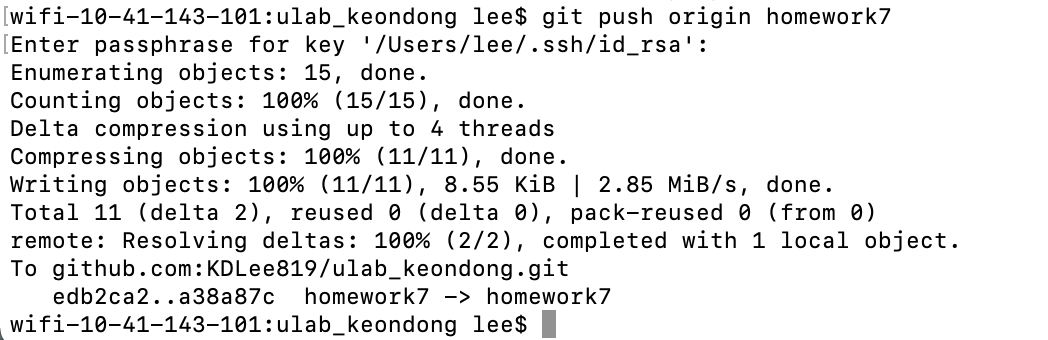 wifi-10-41-143-101:ulab_keondong lee$ git push origin homework7
Enter passphrase for key '/Users/lee/.ssh/id_rsa':
Enumerating objects: 15, done.
Counting objects: 100% (15/15), done.
Delta compression using up to 4 threads
Compressing objects: 100% (11/11), done.
Writing objects: 100% (11/11), 8.55 KiB | 2.85 MiB/s, done.
Total 11 (delta 2), reused 0 (delta 0), pack-reused 0 (from 0)
remote: Resolving deltas: 100% (2/2), completed with 1 local object.
To github.com:KDLee819/ulab_keondong.git
   edb2ca2..a38a87c  homework7 -> homework7
wifi-10-41-143-101:ulab_keondong lee$